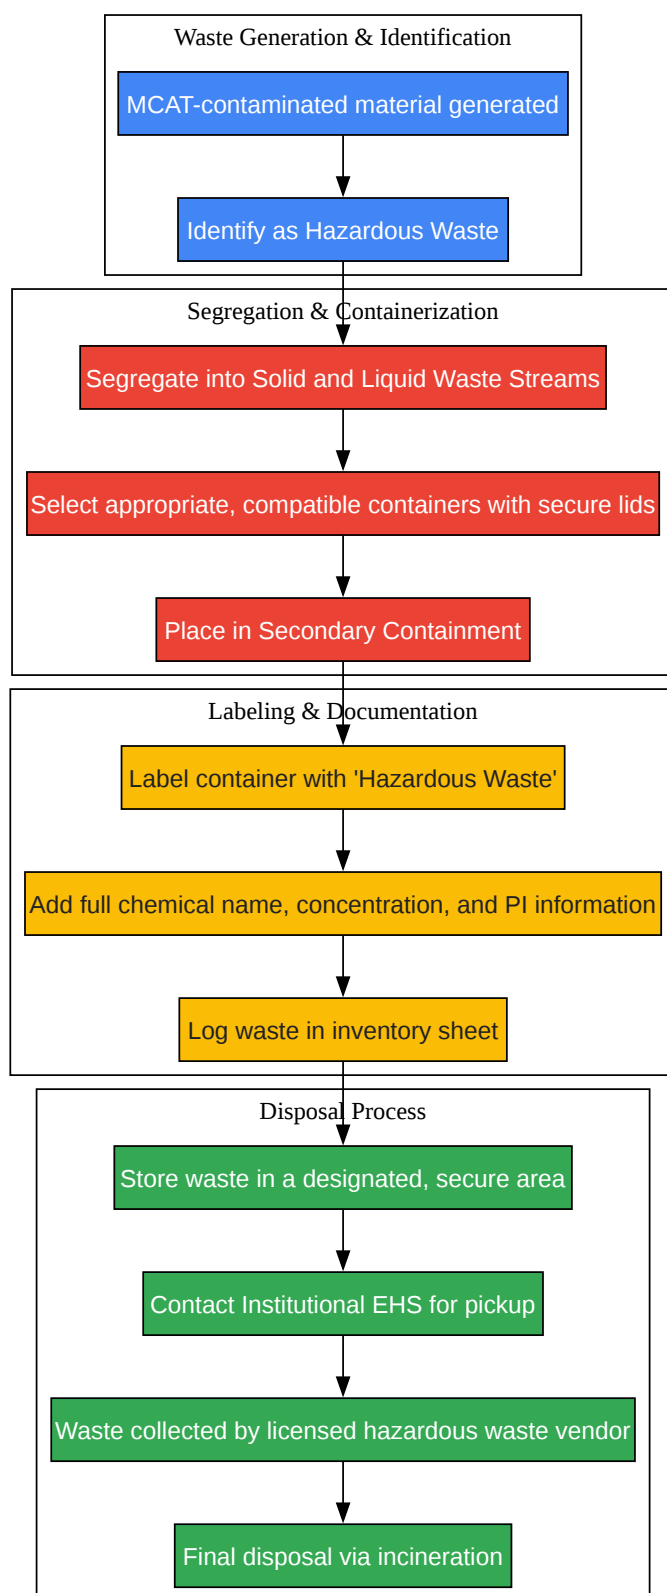 Waste Generation & Identification
MCAT-contaminated material generated
Identify as Hazardous Waste
Segregation & Containerization
Segregate into Solid and Liquid Waste Streams
Select appropriate, compatible containers with secure lids
Place in Secondary Containment
Labeling & Documentation
Label container with 'Hazardous Waste'
Add full chemical name, concentration, and PI information
Log waste in inventory sheet
Disposal Process
Store waste in a designated, secure area
Contact Institutional EHS for pickup
Waste collected by licensed hazardous waste vendor
Final disposal via incineration